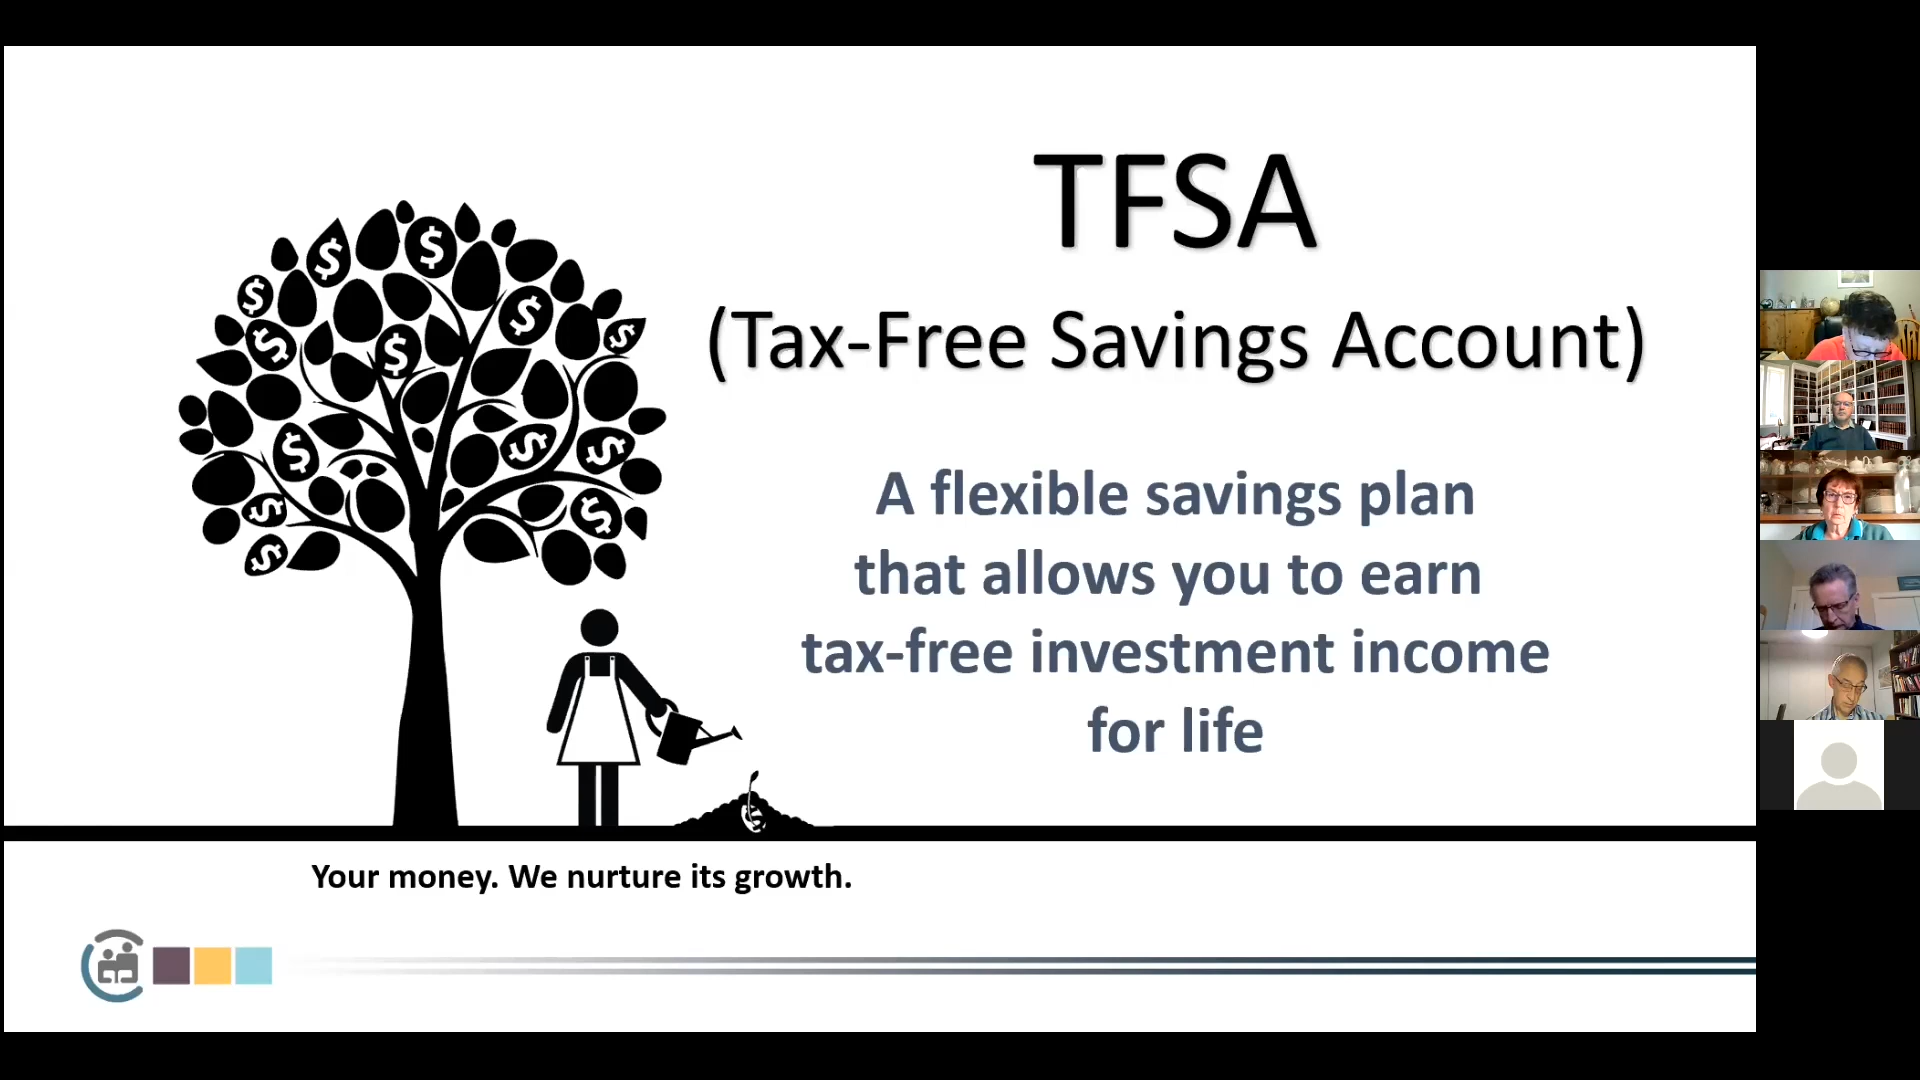 TFSA
(Tax-Free Savings Account)
A flexible savings plan
that allows you to earn
tax-free investment income
for life
Your money. We nurture its growth.
$
$
$
$
$
$
$
$
$
$
$
$
$
$